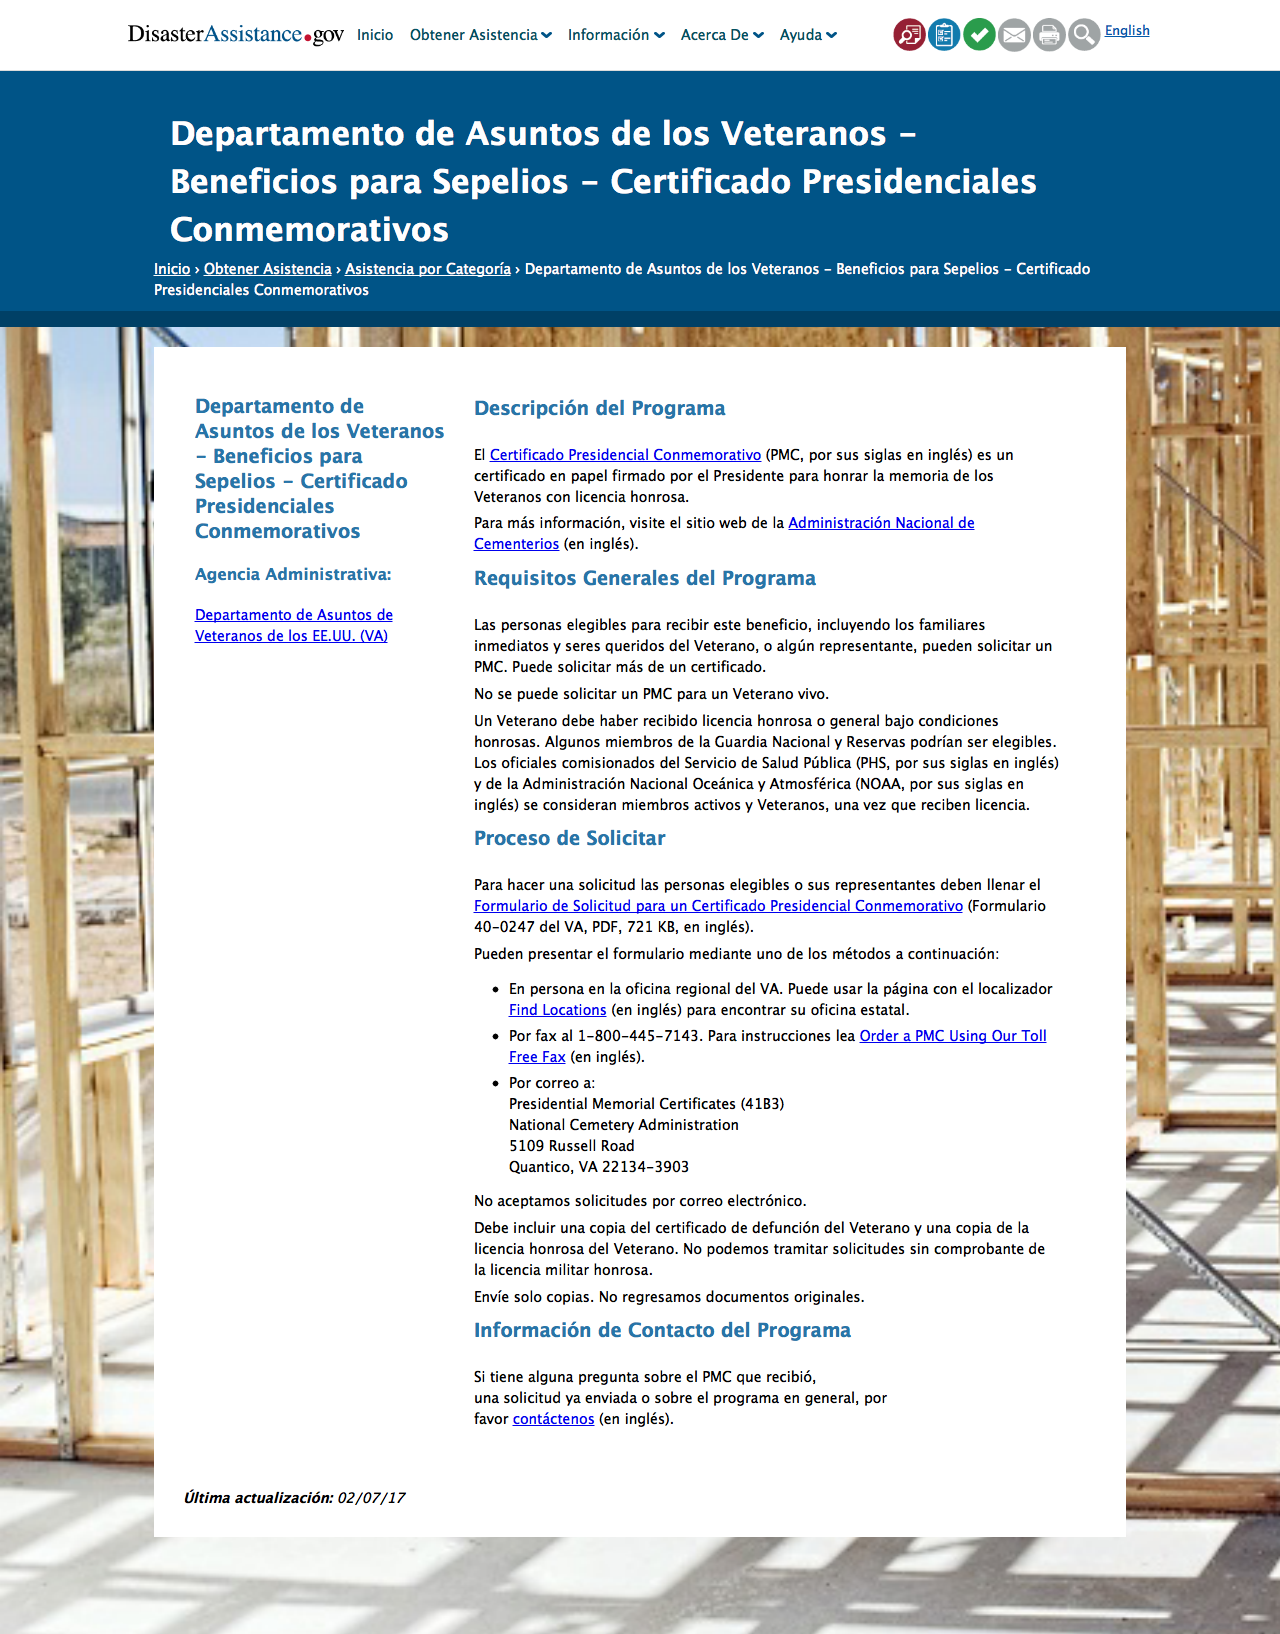 DisasterAssistance.gov Inicio Obtener Asistencia Información Acerca De Ayuda English
Departamento de Asuntos de los Veteranos -
Beneficios para Sepelios - Certificado Presidenciales
Conmemorativos
Inicio › Obtener Asistencia › Asistencia por Categoría › Departamento de Asuntos de los Veteranos - Beneficios para Sepelios - Certificado
Presidenciales Conmemorativos
Departamento de
Asuntos de los Veteranos
- Beneficios para
Sepelios - Certificado
Presidenciales
Conmemorativos
Agencia Administrativa:
Departamento de Asuntos de
Veteranos de los EE.UU. (VA)
Descripción del Programa
El Certificado Presidencial Conmemorativo (PMC, por sus siglas en inglés) es un
certificado en papel firmado por el Presidente para honrar la memoria de los
Veteranos con licencia honrosa.
Para más información, visite el sitio web de la Administración Nacional de
Cementerios (en inglés).
Requisitos Generales del Programa
Las personas elegibles para recibir este beneficio, incluyendo los familiares
inmediatos y seres queridos del Veterano, o algún representante, pueden solicitar un
PMC. Puede solicitar más de un certificado.
No se puede solicitar un PMC para un Veterano vivo.
Un Veterano debe haber recibido licencia honrosa o general bajo condiciones
honrosas. Algunos miembros de la Guardia Nacional y Reservas podrían ser elegibles.
Los oficiales comisionados del Servicio de Salud Pública (PHS, por sus siglas en inglés)
y de la Administración Nacional Oceánica y Atmosférica (NOAA, por sus siglas en
inglés) se consideran miembros activos y Veteranos, una vez que reciben licencia.
Proceso de Solicitar
Para hacer una solicitud las personas elegibles o sus representantes deben llenar el
Formulario de Solicitud para un Certificado Presidencial Conmemorativo (Formulario
40-0247 del VA, PDF, 721 KB, en inglés).
Pueden presentar el formulario mediante uno de los métodos a continuación:
• En persona en la oficina regional del VA. Puede usar la página con el localizador
Find Locations (en inglés) para encontrar su oficina estatal.
• Por fax al 1-800-445-7143. Para instrucciones lea Order a PMC Using Our Toll
Free Fax (en inglés).
• Por correo a:
Presidential Memorial Certificates (41B3)
National Cemetery Administration
5109 Russell Road
Quantico, VA 22134-3903
No aceptamos solicitudes por correo electrónico.
Debe incluir una copia del certificado de defunción del Veterano y una copia de la
licencia honrosa del Veterano. No podemos tramitar solicitudes sin comprobante de
la licencia militar honrosa.
Envíe solo copias. No regresamos documentos originales.
Información de Contacto del Programa
Si tiene alguna pregunta sobre el PMC que recibió,
una solicitud ya enviada o sobre el programa en general, por
favor contáctenos (en inglés).
Última actualización: 02/07/17